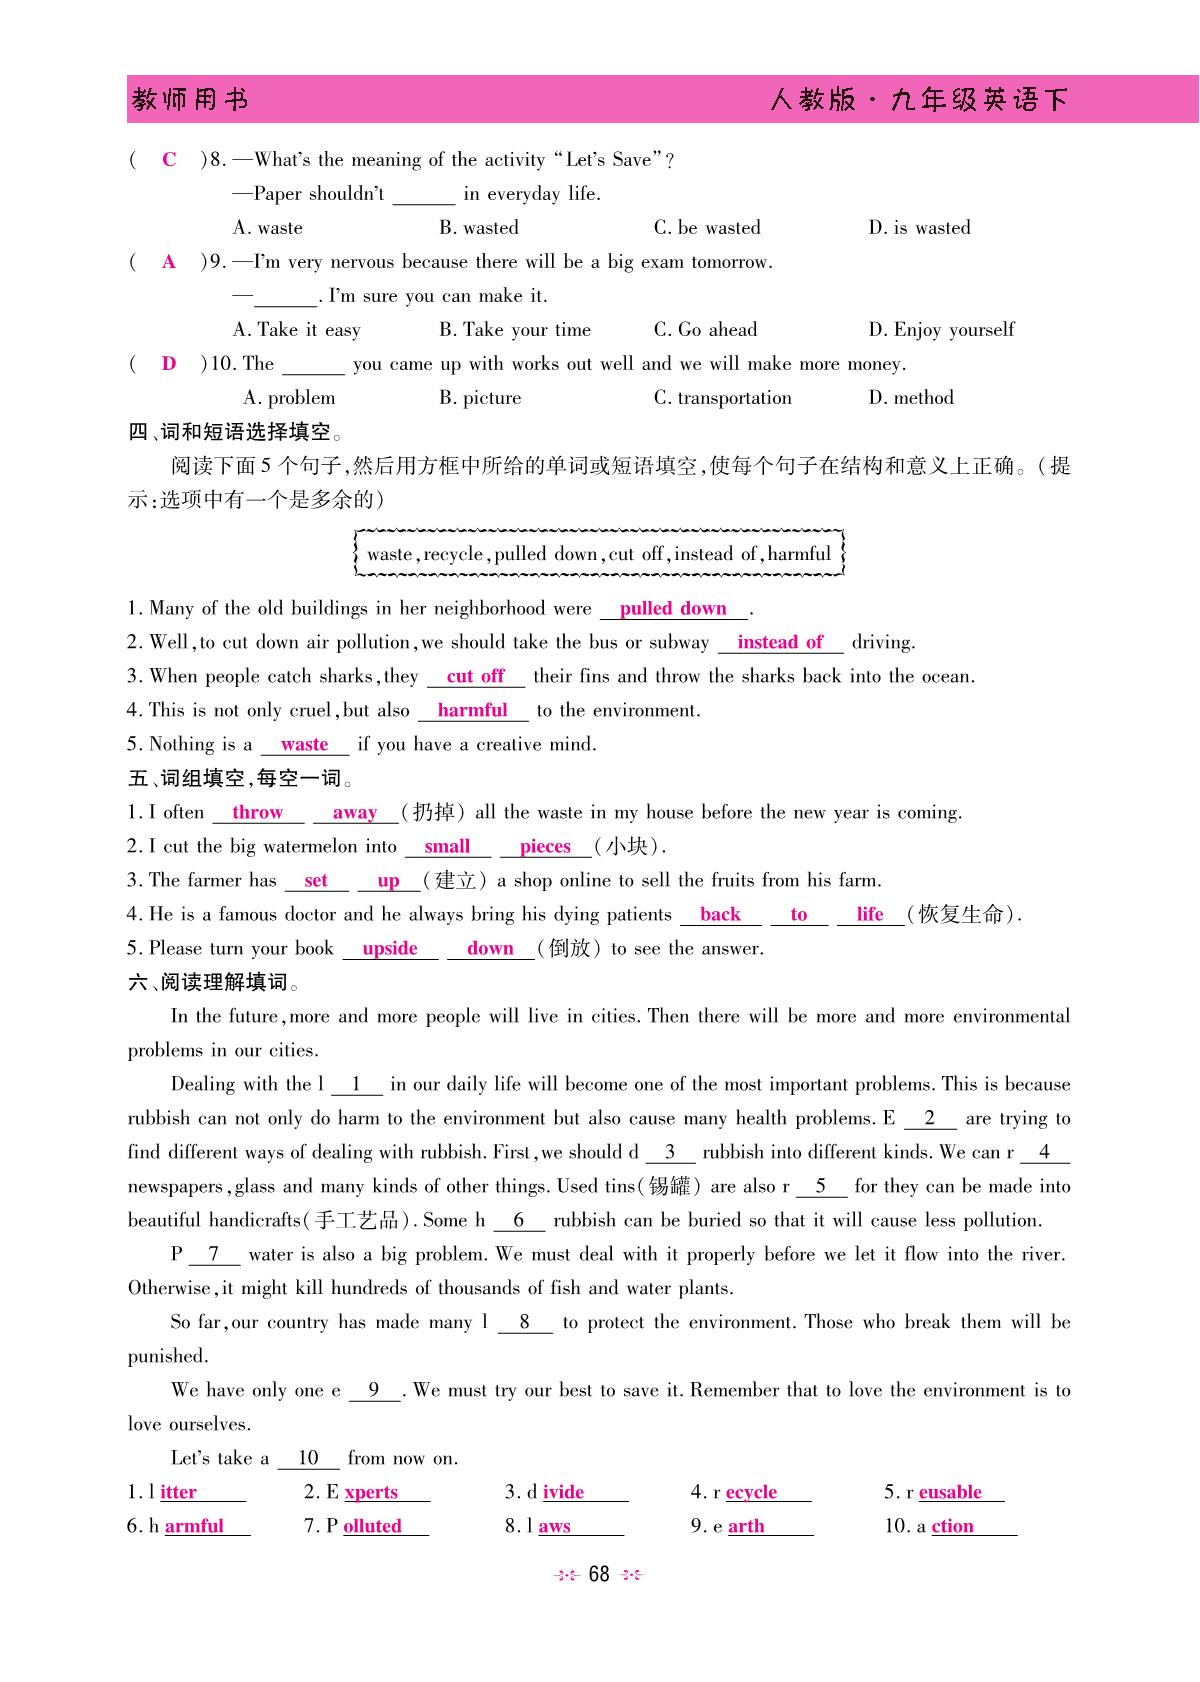 教师用书 人教版·九年级英语下
( C )8. —What's the meaning of the activity “Let's Save”?
—Paper shouldn't ______ in everyday life.
A. waste B. wasted C. be wasted D. is wasted
( A )9. —I'm very nervous because there will be a big exam tomorrow.
—______. I'm sure you can make it.
A. Take it easy B. Take your time C. Go ahead D. Enjoy yourself
( D )10. The ______ you came up with works out well and we will make more money.
A. problem B. picture C. transportation D. method
四、词和短语选择填空。
阅读下面5个句子,然后用方框中所给的单词或短语填空,使每个句子在结构和意义上正确。(提
示:选项中有一个是多余的)
waste,recycle,pulled down,cut off,instead of,harmful
1. Many of the old buildings in her neighborhood were pulled down .
2. Well,to cut down air pollution,we should take the bus or subway instead of driving.
3. When people catch sharks,they cut off their fins and throw the sharks back into the ocean.
4. This is not only cruel,but also harmful to the environment.
5. Nothing is a waste if you have a creative mind.
五、词组填空,每空一词。
1. I often throw away (扔掉) all the waste in my house before the new year is coming.
2. I cut the big watermelon into small pieces (小块).
3. The farmer has set up (建立) a shop online to sell the fruits from his farm.
4. He is a famous doctor and he always bring his dying patients back to life (恢复生命).
5. Please turn your book upside down (倒放) to see the answer.
六、阅读理解填词。
In the future,more and more people will live in cities. Then there will be more and more environmental
problems in our cities.
Dealing with the l 1 in our daily life will become one of the most important problems. This is because
rubbish can not only do harm to the environment but also cause many health problems. E 2 are trying to
find different ways of dealing with rubbish. First,we should d 3 rubbish into different kinds. We can r 4
newspapers,glass and many kinds of other things. Used tins(锡罐) are also r 5 for they can be made into
beautiful handicrafts(手工艺品). Some h 6 rubbish can be buried so that it will cause less pollution.
P 7 water is also a big problem. We must deal with it properly before we let it flow into the river.
Otherwise,it might kill hundreds of thousands of fish and water plants.
So far,our country has made many l 8 to protect the environment. Those who break them will be
punished.
We have only one e 9 . We must try our best to save it. Remember that to love the environment is to
love ourselves.
Let's take a 10 from now on.
1. l itter 2. E xperts 3. d ivide 4. r ecycle 5. r eusable
6. h armful 7. P olluted 8. l aws 9. e arth 10. a ction
68